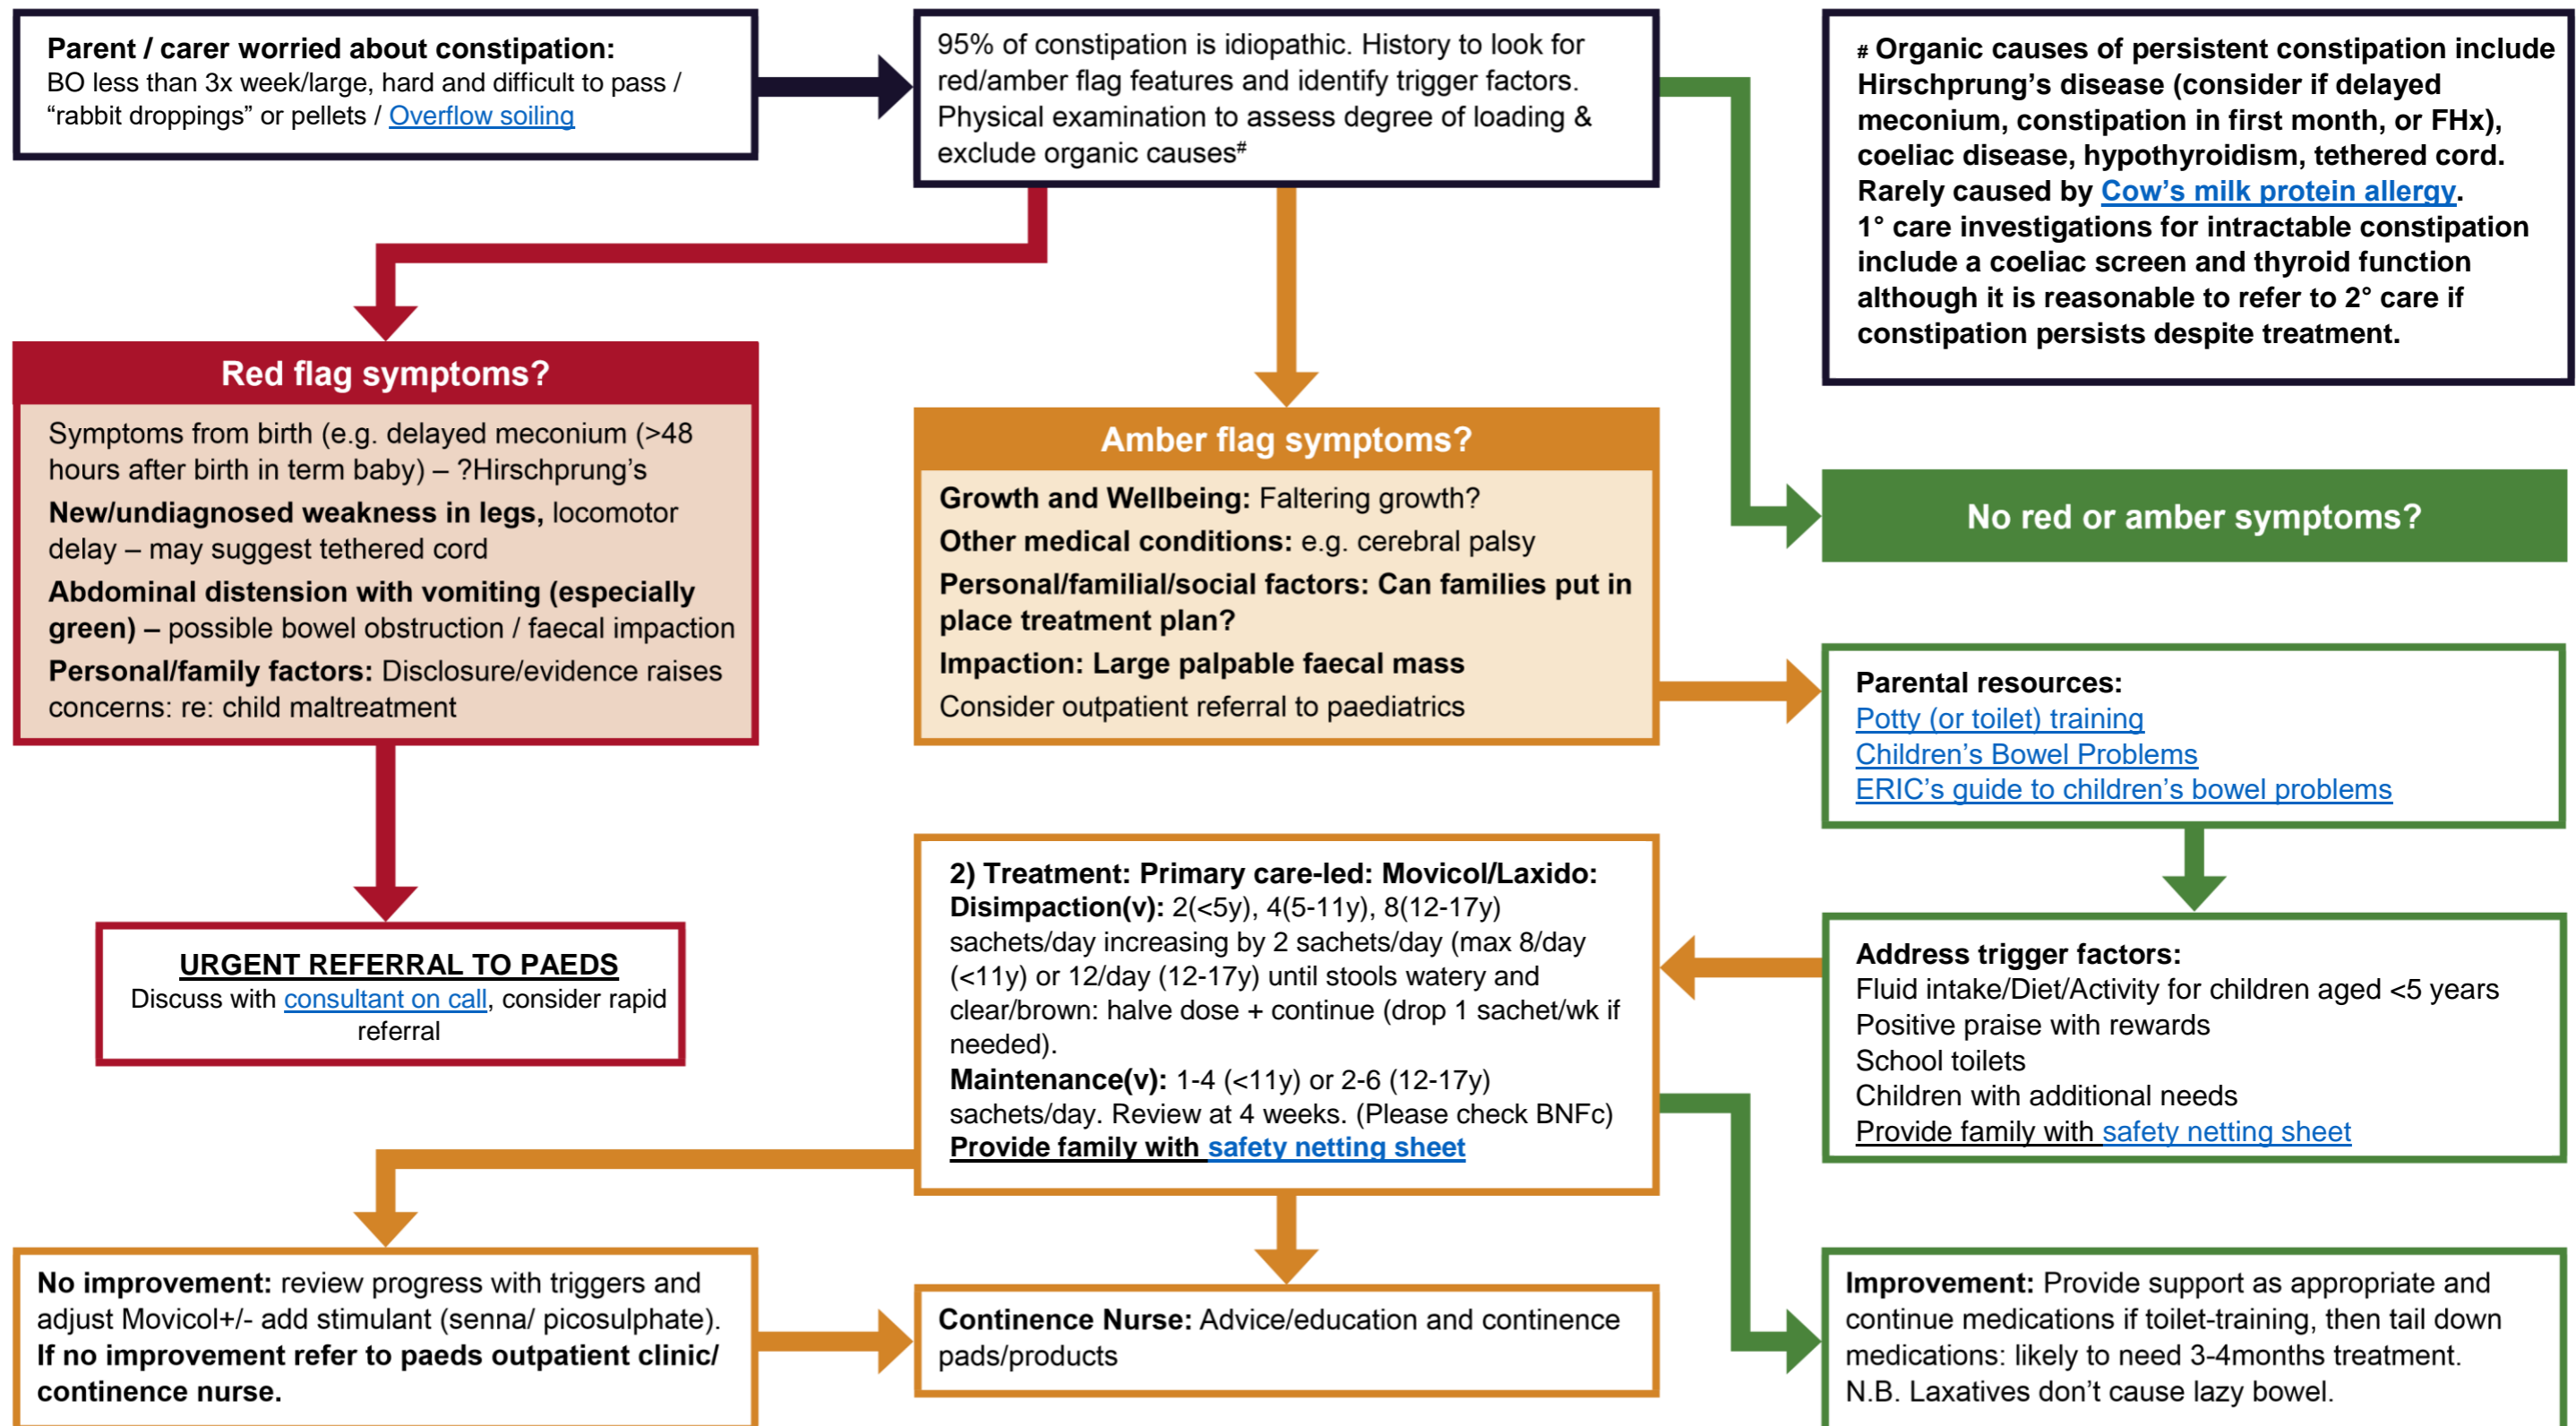 Parent / carer worried about constipation:
BO less than 3x week/large, hard and difficult to pass /
“rabbit droppings” or pellets / Overflow soiling
95% of constipation is idiopathic. History to look for
red/amber flag features and identify trigger factors.
Physical examination to assess degree of loading &
exclude organic causes#
# Organic causes of persistent constipation include
Hirschprung’s disease (consider if delayed
meconium, constipation in first month, or FHx),
coeliac disease, hypothyroidism, tethered cord.
Rarely caused by Cow’s milk protein allergy.
1° care investigations for intractable constipation
include a coeliac screen and thyroid function
although it is reasonable to refer to 2° care if
constipation persists despite treatment.
Red flag symptoms?
Symptoms from birth (e.g. delayed meconium (>48
hours after birth in term baby) – ?Hirschprung’s
New/undiagnosed weakness in legs, locomotor
delay – may suggest tethered cord
Abdominal distension with vomiting (especially
green) – possible bowel obstruction / faecal impaction
Personal/family factors: Disclosure/evidence raises
concerns: re: child maltreatment
Amber flag symptoms?
Growth and Wellbeing: Faltering growth?
Other medical conditions: e.g. cerebral palsy
Personal/familial/social factors: Can families put in
place treatment plan?
Impaction: Large palpable faecal mass
Consider outpatient referral to paediatrics
No red or amber symptoms?
Parental resources:
Potty (or toilet) training
Children’s Bowel Problems
ERIC’s guide to children’s bowel problems
URGENT REFERRAL TO PAEDS
Discuss with consultant on call, consider rapid
referral
2) Treatment: Primary care-led: Movicol/Laxido:
Disimpaction(v): 2(<5y), 4(5-11y), 8(12-17y)
sachets/day increasing by 2 sachets/day (max 8/day
(<11y) or 12/day (12-17y) until stools watery and
clear/brown: halve dose + continue (drop 1 sachet/wk if
needed).
Maintenance(v): 1-4 (<11y) or 2-6 (12-17y)
sachets/day. Review at 4 weeks. (Please check BNFc)
Provide family with safety netting sheet
Address trigger factors:
Fluid intake/Diet/Activity for children aged <5 years
Positive praise with rewards
School toilets
Children with additional needs
Provide family with safety netting sheet
No improvement: review progress with triggers and
adjust Movicol+/- add stimulant (senna/ picosulphate).
If no improvement refer to paeds outpatient clinic/
continence nurse.
Continence Nurse: Advice/education and continence
pads/products
Improvement: Provide support as appropriate and
continue medications if toilet-training, then tail down
medications: likely to need 3-4months treatment.
N.B. Laxatives don’t cause lazy bowel.